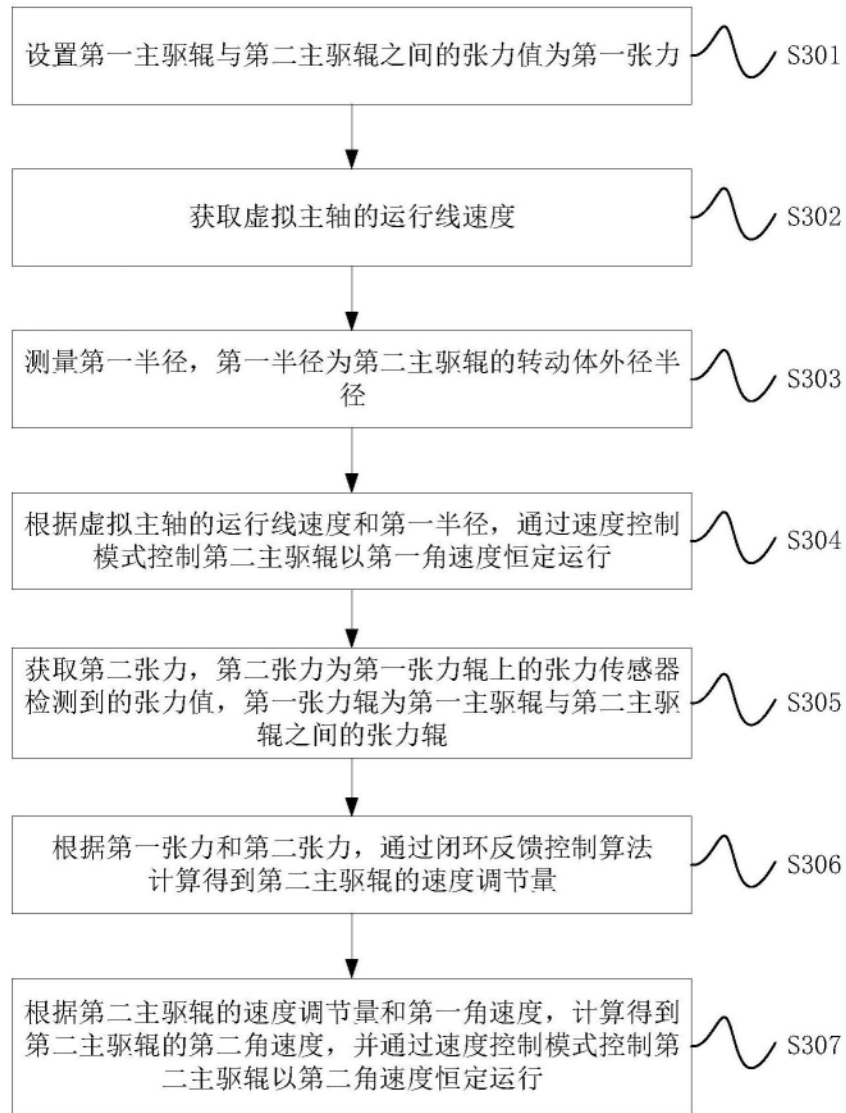 设置第一主驱辊与第二主驱辊之间的张力值为第一张力
S301
获取虚拟主轴的运行线速度
S302
测量第一半径，第一半径为第二主驱辊的转动体外径半
径
S303
根据虚拟主轴的运行线速度和第一半径，通过速度控制
模式控制第二主驱辊以第一角速度恒定运行
S304
获取第二张力，第二张力为第一张力辊上的张力传感器
检测到的张力值，第一张力辊为第一主驱辊与第二主驱
辊之间的张力辊
S305
根据第一张力和第二张力，通过闭环反馈控制算法
计算得到第二主驱辊的速度调节量
S306
根据第二主驱辊的速度调节量和第一角速度，计算得到
第二主驱辊的第二角速度，并通过速度控制模式控制第
二主驱辊以第二角速度恒定运行
S307